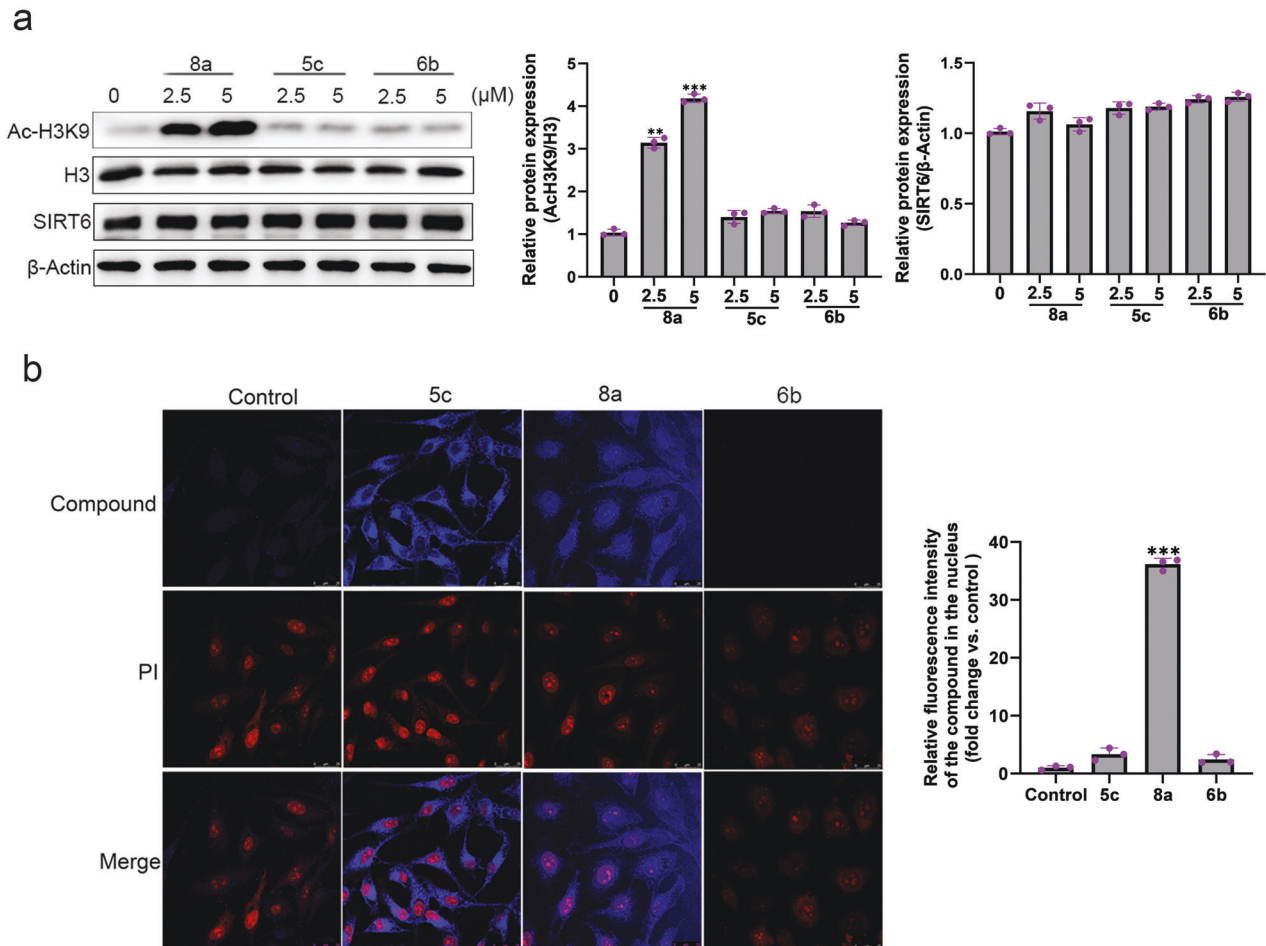 a
8a 5c 6b
0 2.5 5 2.5 5 2.5 5 (μM)
Ac-H3K9
H3
SIRT6
β-Actin
Relative protein expression
(AcH3K9/H3)
5
4
3
2
1
0
**
***
0 2.5 5 2.5 5 2.5 5
8a 5c 6b
Relative protein expression
(SIRT6/β-Actin)
1.5
1.0
0.5
0.0
0 2.5 5 2.5 5 2.5 5
8a 5c 6b
b
Control 5c 8a 6b
Compound
PI
Merge
Relative fluorescence intensity
of the compound in the nucleus
(fold change vs. control )
40
30
20
10
0
***
Control 5c 8a 6b